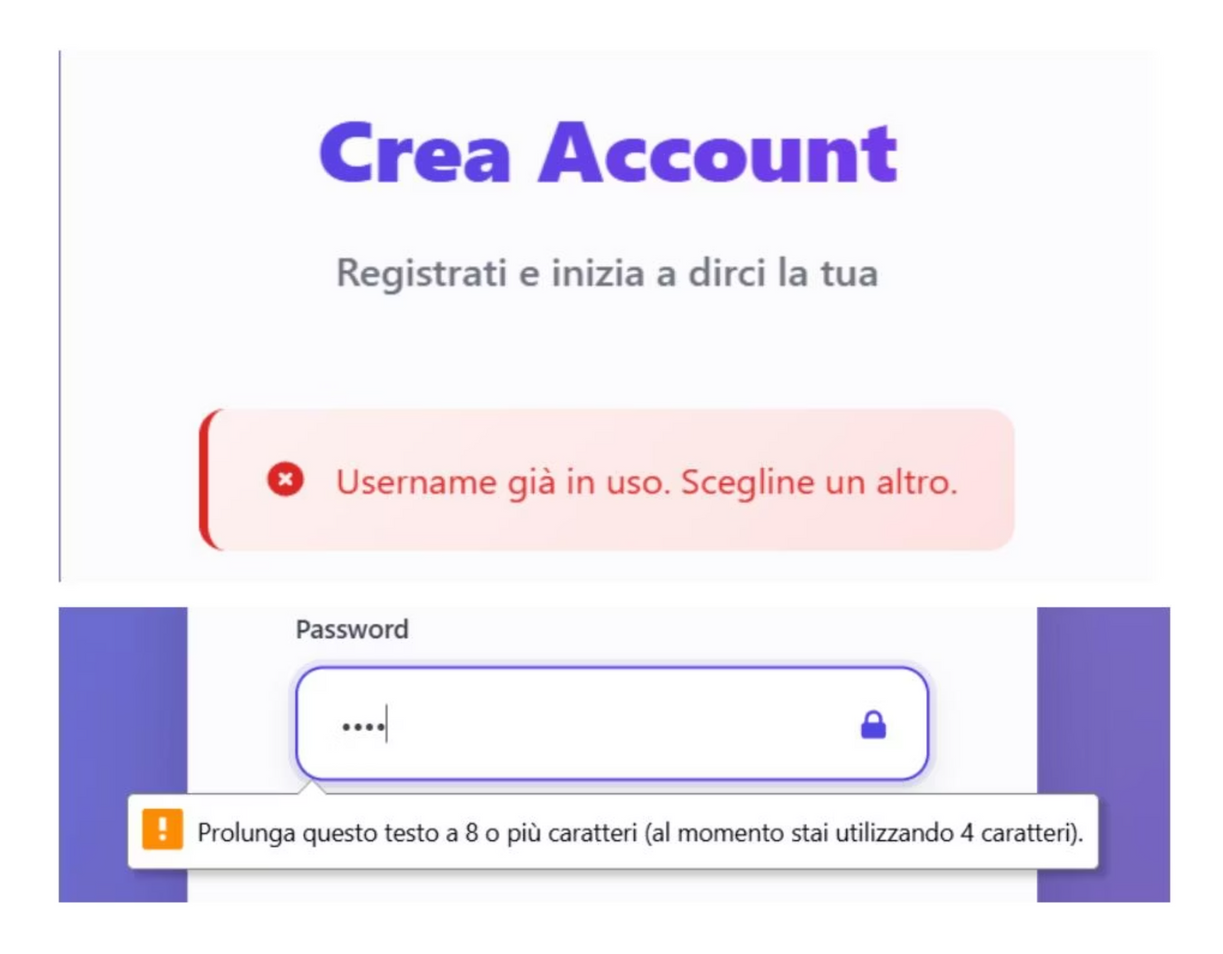 Crea Account
Registrati e inizia a dirci la tua
Username già in uso. Scegline un altro.
Password
••••
Prolunga questo testo a 8 o più caratteri (al momento stai utilizzando 4 caratteri).